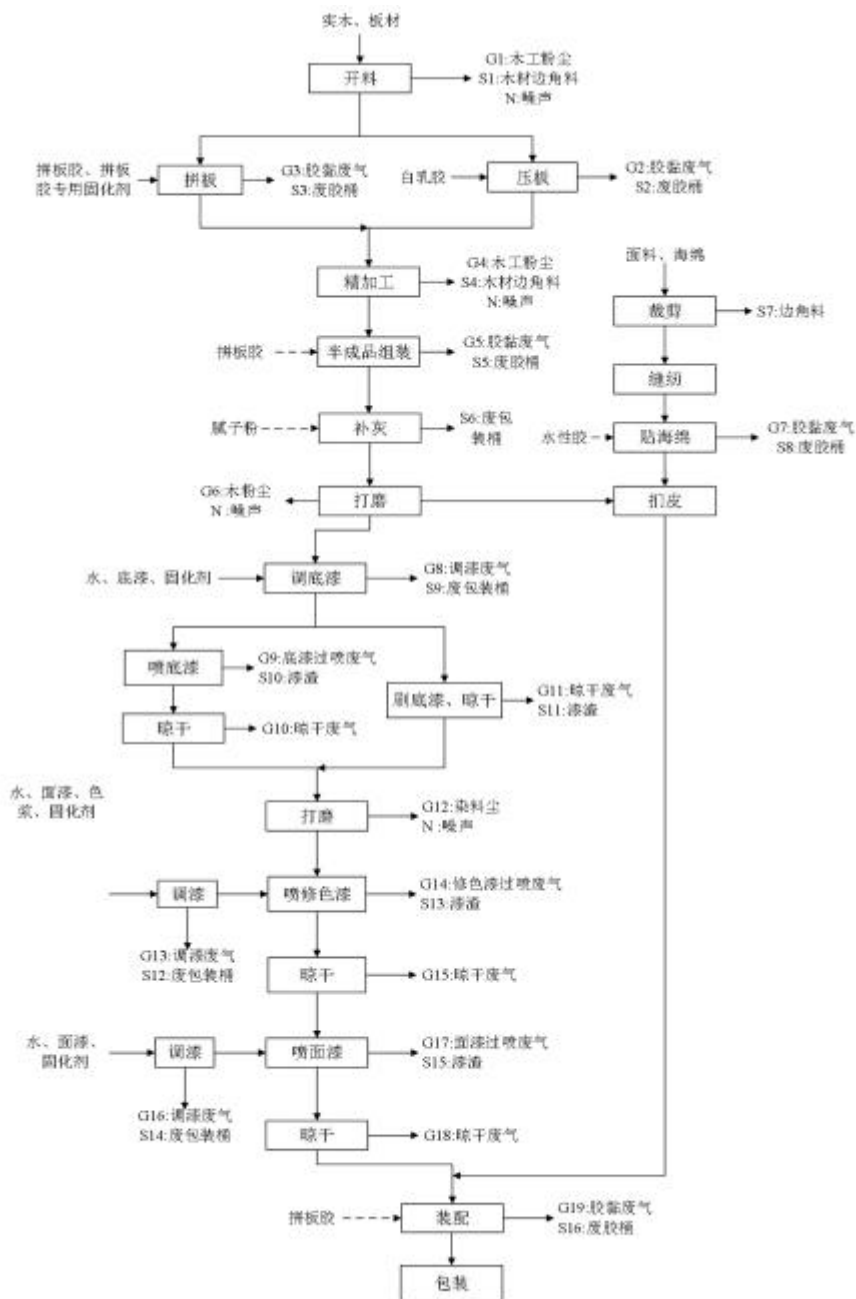 实木、板材
开料
G1:木工粉尘
S1:木材边角料
N:噪声
拼板胶、拼板
胶专用固化剂
拼板
G3:胶黏废气
S3:废胶桶
白乳胶
压板
G2:胶黏废气
S2:废胶桶
精加工
G4:木工粉尘
S4:木材边角料
N:噪声
面料、海绵
裁剪
S7:边角料
拼板胶
半成品组装
G5:胶黏废气
S5:废胶桶
缝纫
腻子粉
补灰
S6:废包
装桶
水性胶
贴海绵
G7:胶黏废气
S8:废胶桶
G6:木粉尘
N :噪声
打磨
扪皮
水、底漆、固化剂
调底漆
G8:调漆废气
S9:废包装桶
喷底漆
G9:底漆过喷废气
S10:漆渣
刷底漆、晾干
G11:晾干废气
S11:漆渣
晾干
G10:晾干废气
水、面漆、色
浆、固化剂
打磨
G12:染料尘
N :噪声
调漆
喷修色漆
G14:修色漆过喷废气
S13:漆渣
G13:调漆废气
S12:废包装桶
晾干
G15:晾干废气
水、面漆、
固化剂
调漆
喷面漆
G17:面漆过喷废气
S15:漆渣
G16:调漆废气
S14:废包装桶
晾干
G18:晾干废气
拼板胶
装配
G19:胶黏废气
S16:废胶桶
包装